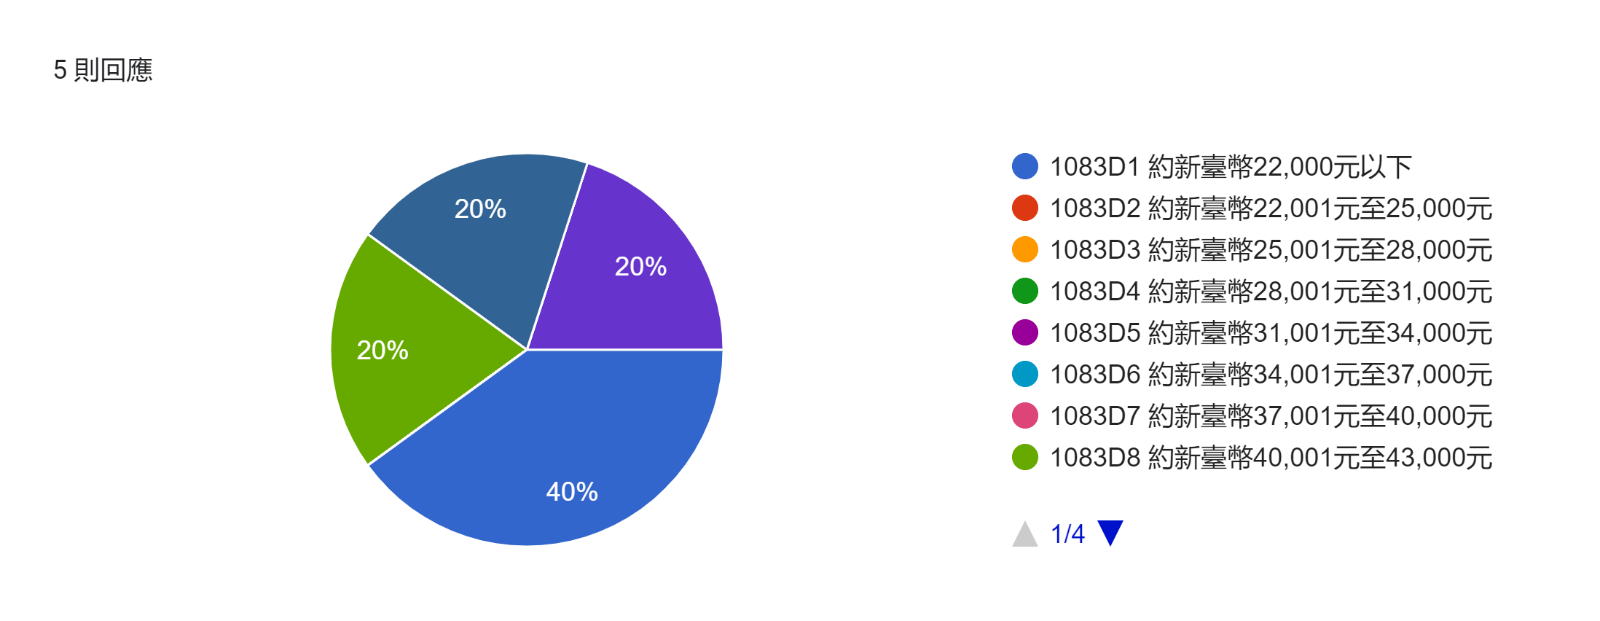 5 則回應
20%
20%
20%
40%
1083D1 約新臺幣22,000元以下
1083D2 約新臺幣22,001元至25,000元
1083D3 約新臺幣25,001元至28,000元
1083D4 約新臺幣28,001元至31,000元
1083D5 約新臺幣31,001元至34,000元
1083D6 約新臺幣34,001元至37,000元
1083D7 約新臺幣37,001元至40,000元
1083D8 約新臺幣40,001元至43,000元
1/4